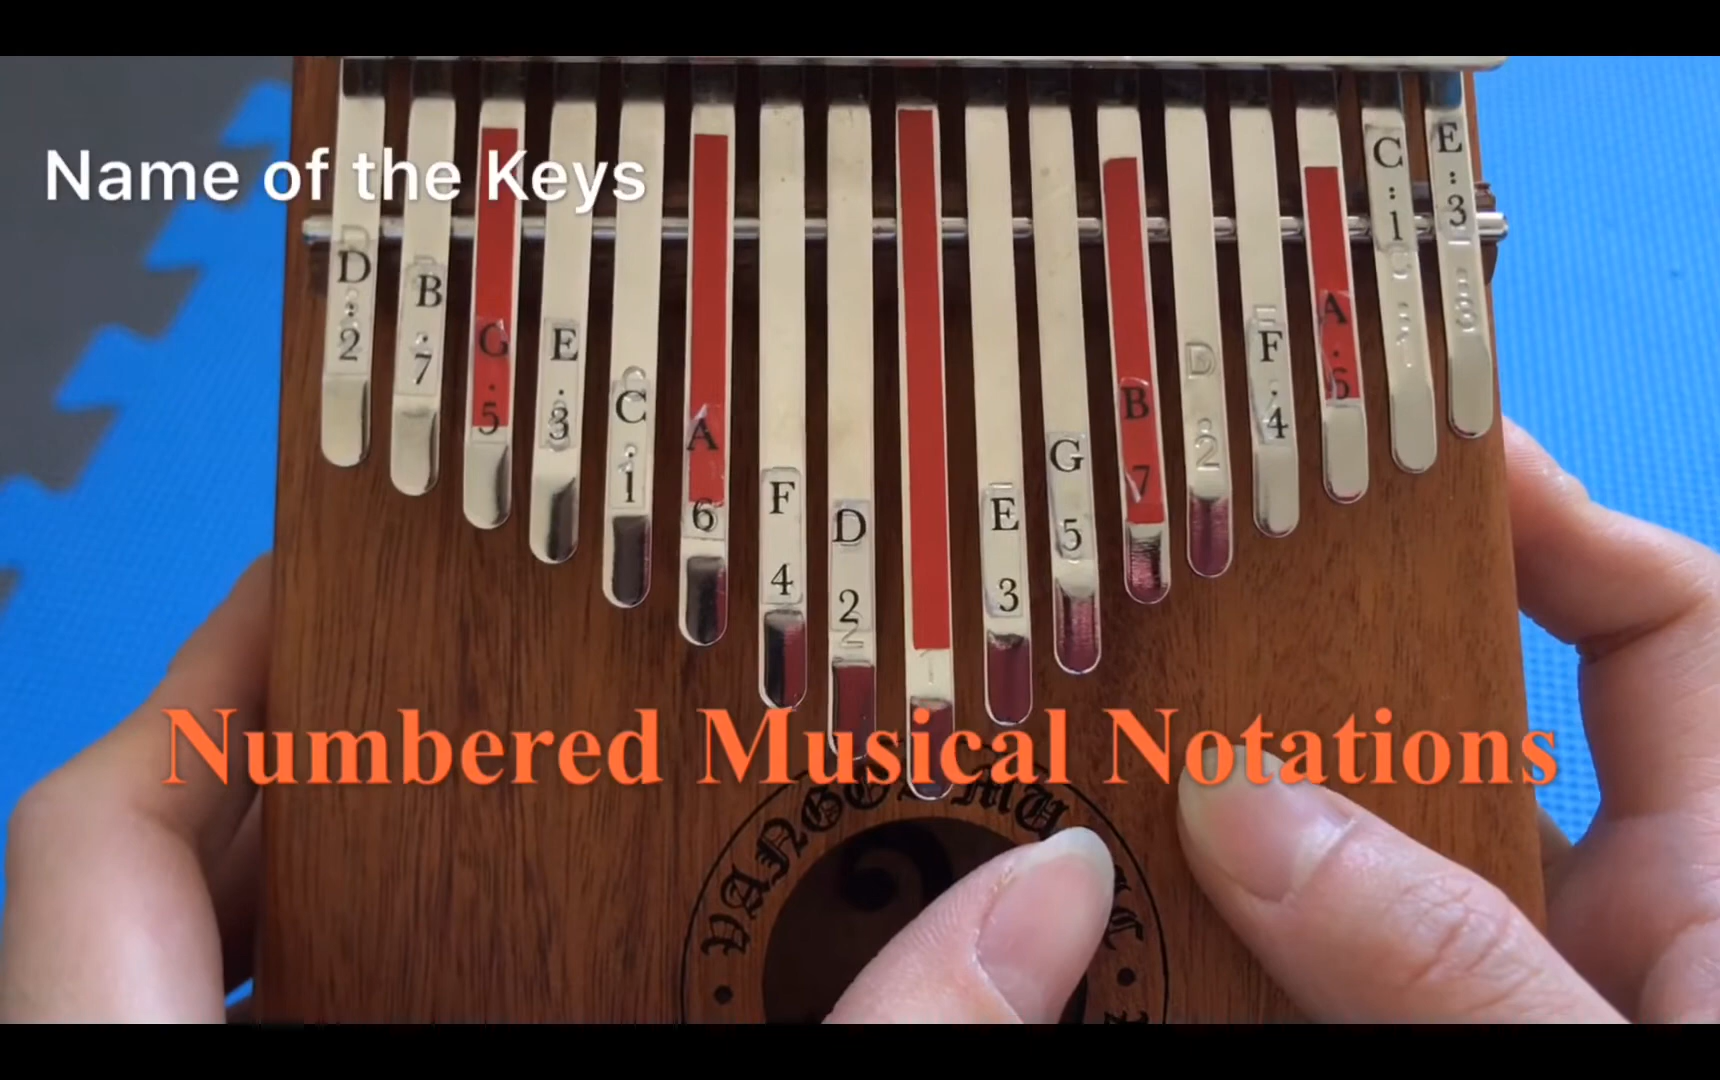 Name of the Keys
D B G E C A F D E G B D F A C E
2 7 5 3 1 6 4 2 1 3 5 7 2 4 6 1 3
Numbered Musical Notations